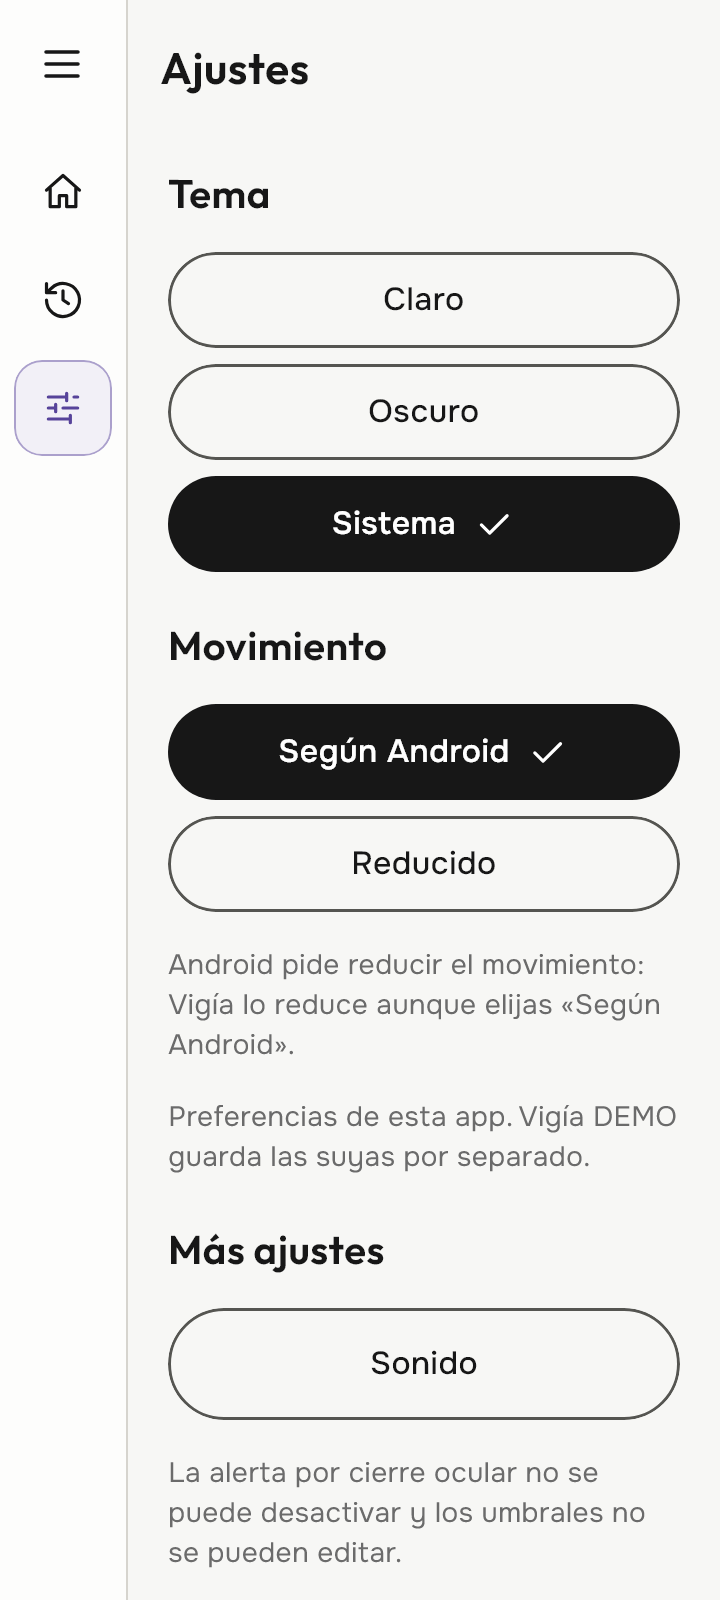 Ajustes
Tema
Claro
Oscuro
Sistema
Movimiento
Según Android
Reducido
Android pide reducir el movimiento:
Vigía lo reduce aunque elijas «Según
Android».
Preferencias de esta app. Vigía DEMO
guarda las suyas por separado.
Más ajustes
Sonido
La alerta por cierre ocular no se
puede desactivar y los umbrales no
se pueden editar.